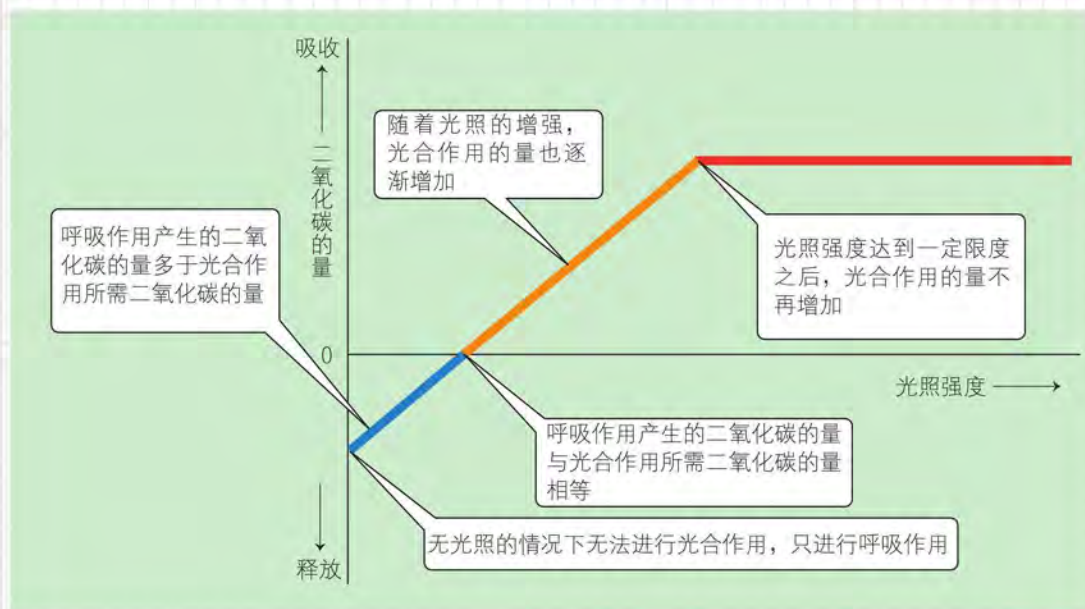 吸收
二氧化碳的量
随着光照的增强，
光合作用的量也逐
渐增加
呼吸作用产生的二氧
化碳的量多于光合作
用所需二氧化碳的量
光照强度达到一定限度
之后，光合作用的量不
再增加
0
光照强度
呼吸作用产生的二氧化碳的量
与光合作用所需二氧化碳的量
相等
无光照的情况下无法进行光合作用，只进行呼吸作用
释放